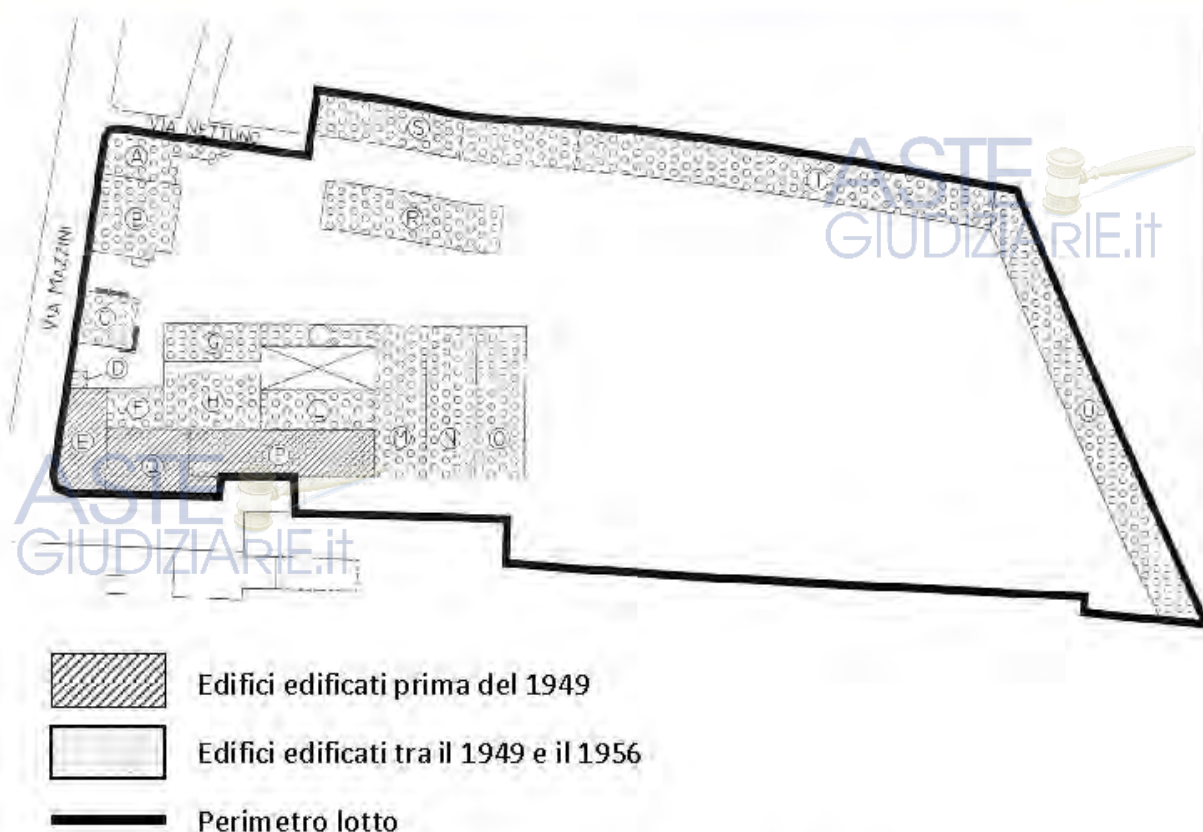 VIA NETTUNO
S
A
T
B
R
VIA MAZZINI
C
G
D
F
H
L
U
E
M
N
O
P
ASTE
GIUDIZIARIE.it
ASTE
GIUDIZIARIE.it
Edifici edificati prima del 1949
Edifici edificati tra il 1949 e il 1956
Perimetro lotto